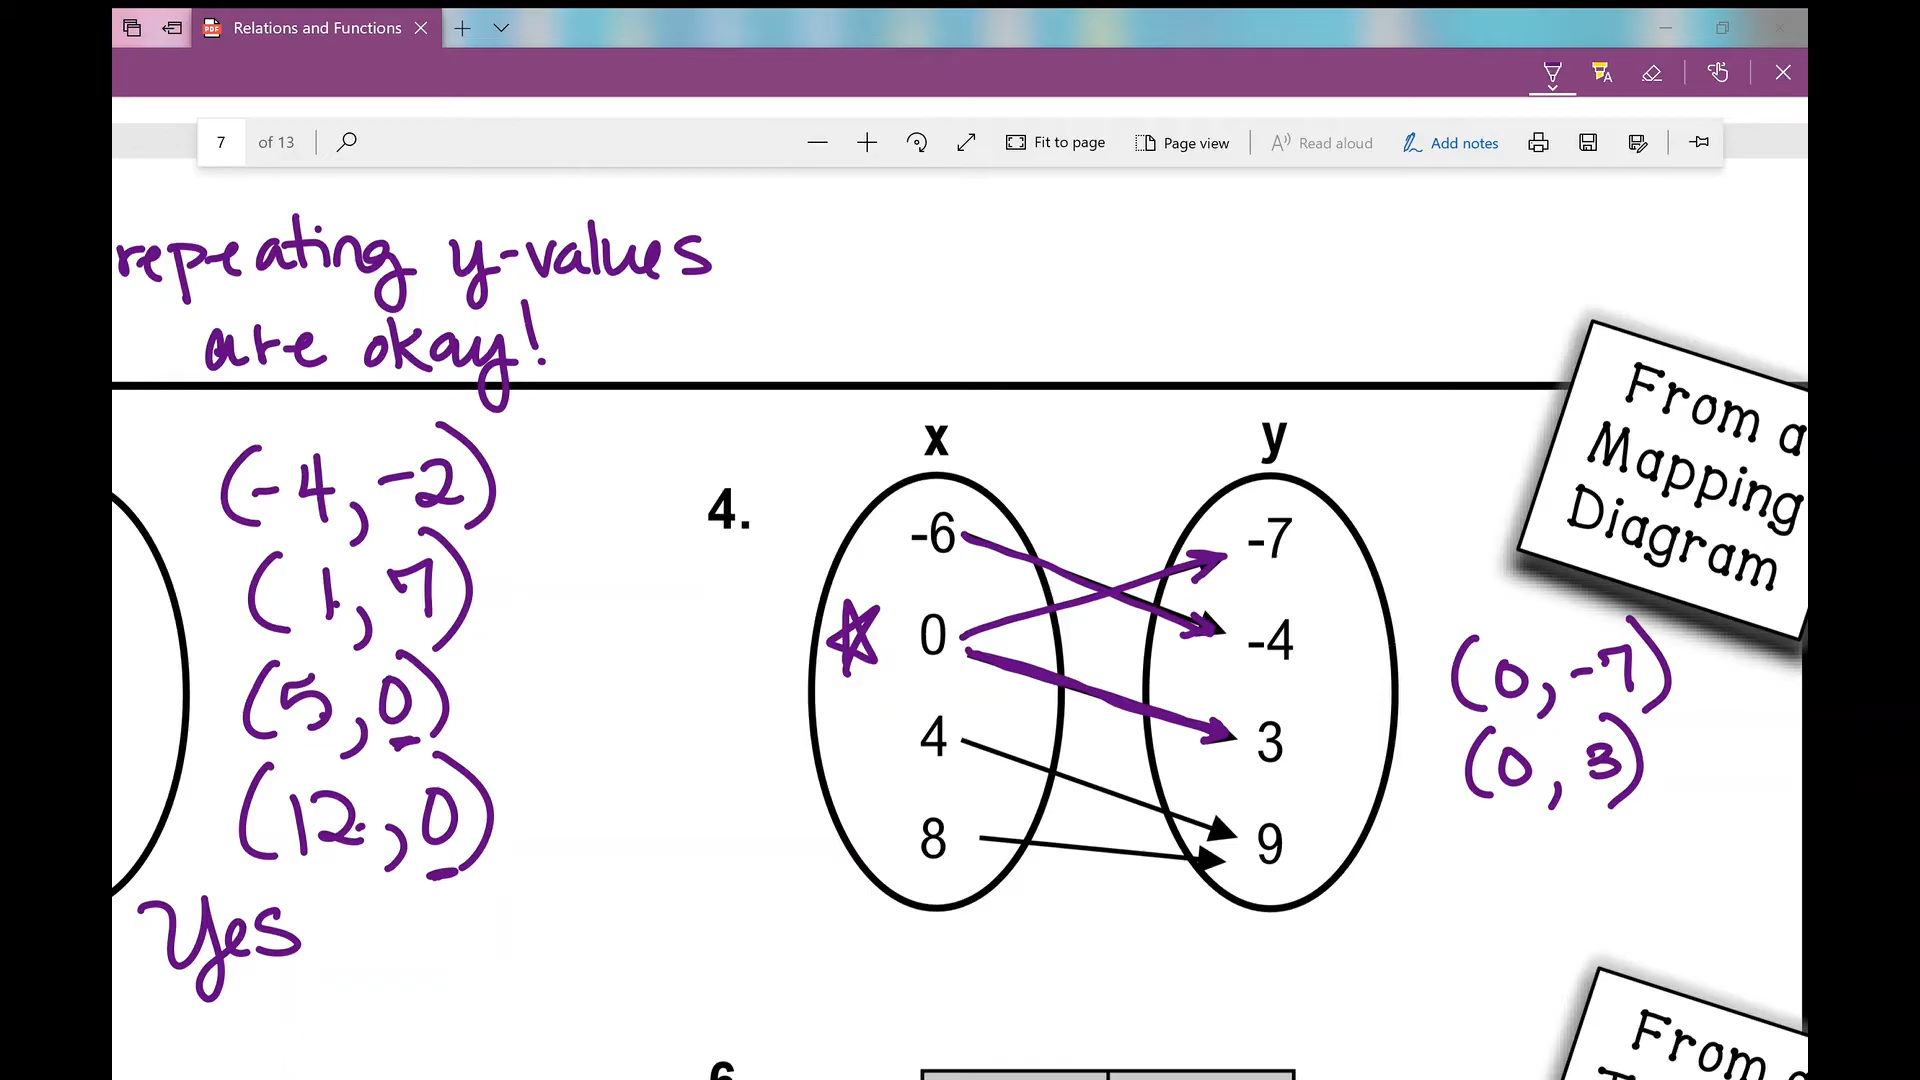 Relations and Functions
7 of 13
Fit to page
Page view
Read aloud
Add notes
repeating y-values
are okay!
(-4, -2)
(1, 7)
(5, 0)
(12, 0)
Yes
4.
x y
-6 -7
0 -4
4 3
8 9
From a
Mapping
Diagram
(0, -7)
(0, 3)
6
From a